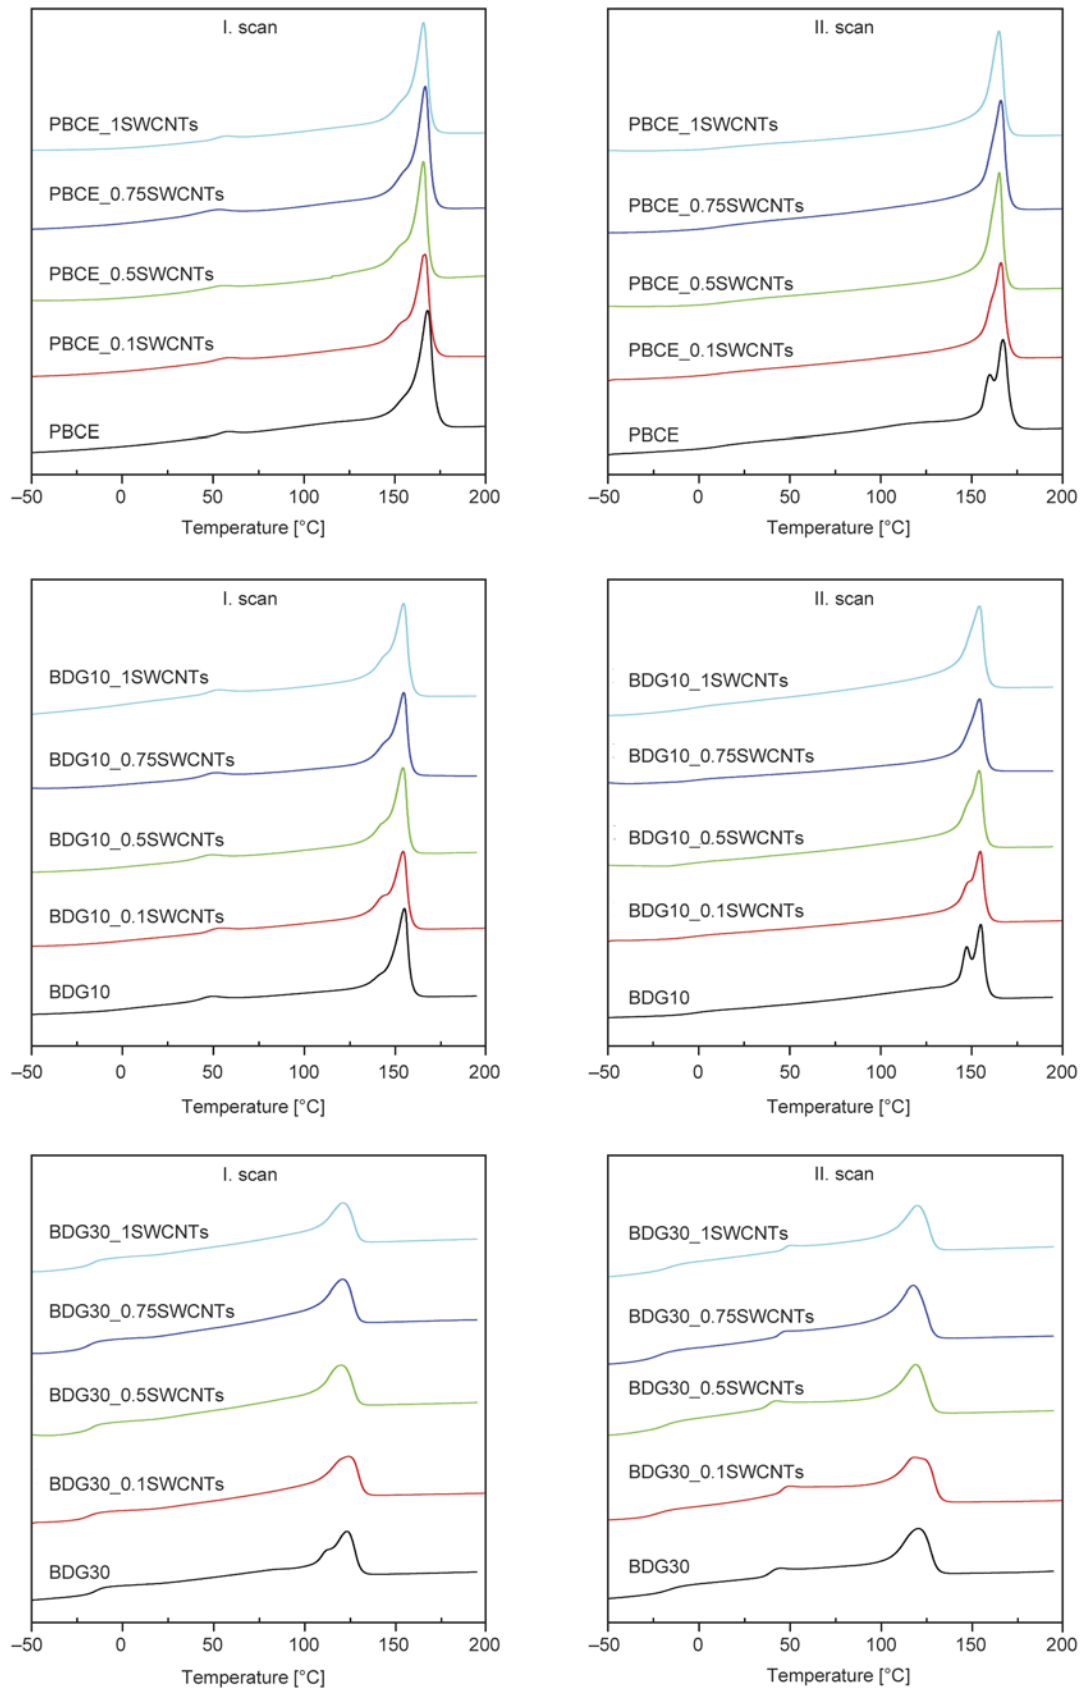 I. scan
PBCE_1SWCNTs
PBCE_0.75SWCNTs
PBCE_0.5SWCNTs
PBCE_0.1SWCNTs
PBCE
–50 0 50 100 150 200
Temperature [°C]
II. scan
PBCE_1SWCNTs
PBCE_0.75SWCNTs
PBCE_0.5SWCNTs
PBCE_0.1SWCNTs
PBCE
–50 0 50 100 150 200
Temperature [°C]
I. scan
BDG10_1SWCNTs
BDG10_0.75SWCNTs
BDG10_0.5SWCNTs
BDG10_0.1SWCNTs
BDG10
–50 0 50 100 150 200
Temperature [°C]
II. scan
BDG10_1SWCNTs
BDG10_0.75SWCNTs
BDG10_0.5SWCNTs
BDG10_0.1SWCNTs
BDG10
–50 0 50 100 150 200
Temperature [°C]
I. scan
BDG30_1SWCNTs
BDG30_0.75SWCNTs
BDG30_0.5SWCNTs
BDG30_0.1SWCNTs
BDG30
–50 0 50 100 150 200
Temperature [°C]
II. scan
BDG30_1SWCNTs
BDG30_0.75SWCNTs
BDG30_0.5SWCNTs
BDG30_0.1SWCNTs
BDG30
–50 0 50 100 150 200
Temperature [°C]